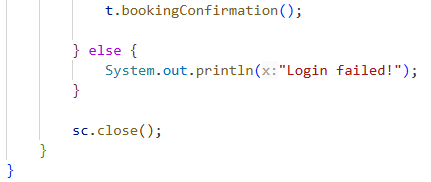 t.bookingConfirmation();
} else {
System.out.println(x:"Login failed!");
}
sc.close();
}
}